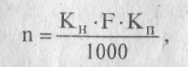 n = (Kн · F · Kп) / 1000 ,